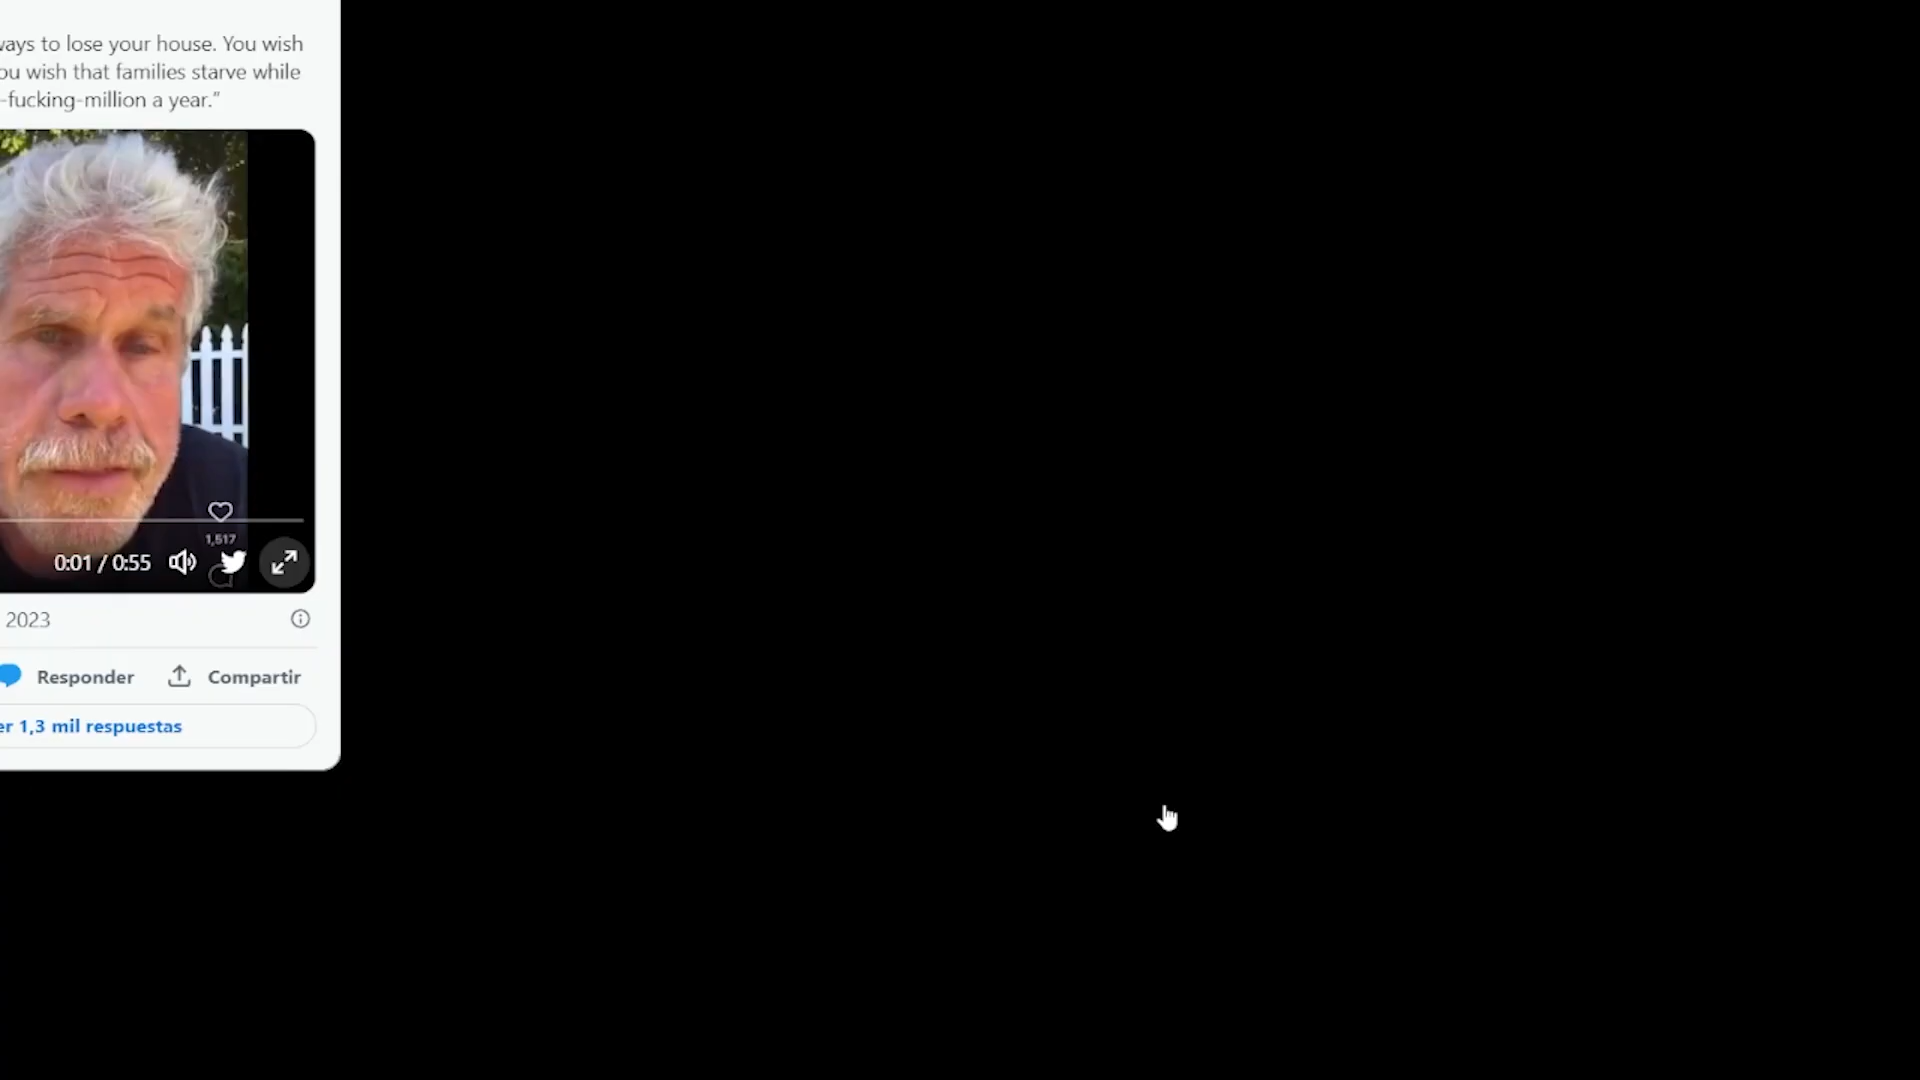 ways to lose your house. You wish
ou wish that families starve while
-fucking-million a year.”
1,517
0:01 / 0:55
2023
Responder Compartir
er 1,3 mil respuestas